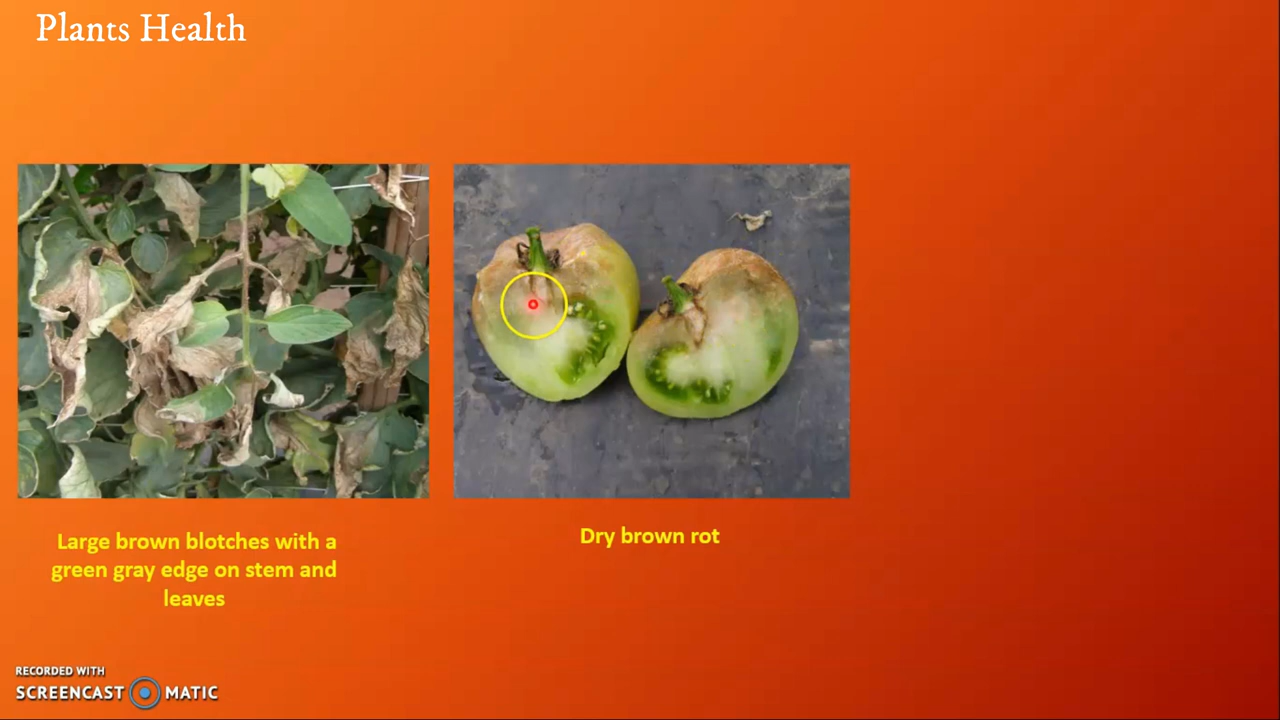 Plants Health
Large brown blotches with a
green gray edge on stem and
leaves
Dry brown rot
RECORDED WITH
SCREENCAST MATIC